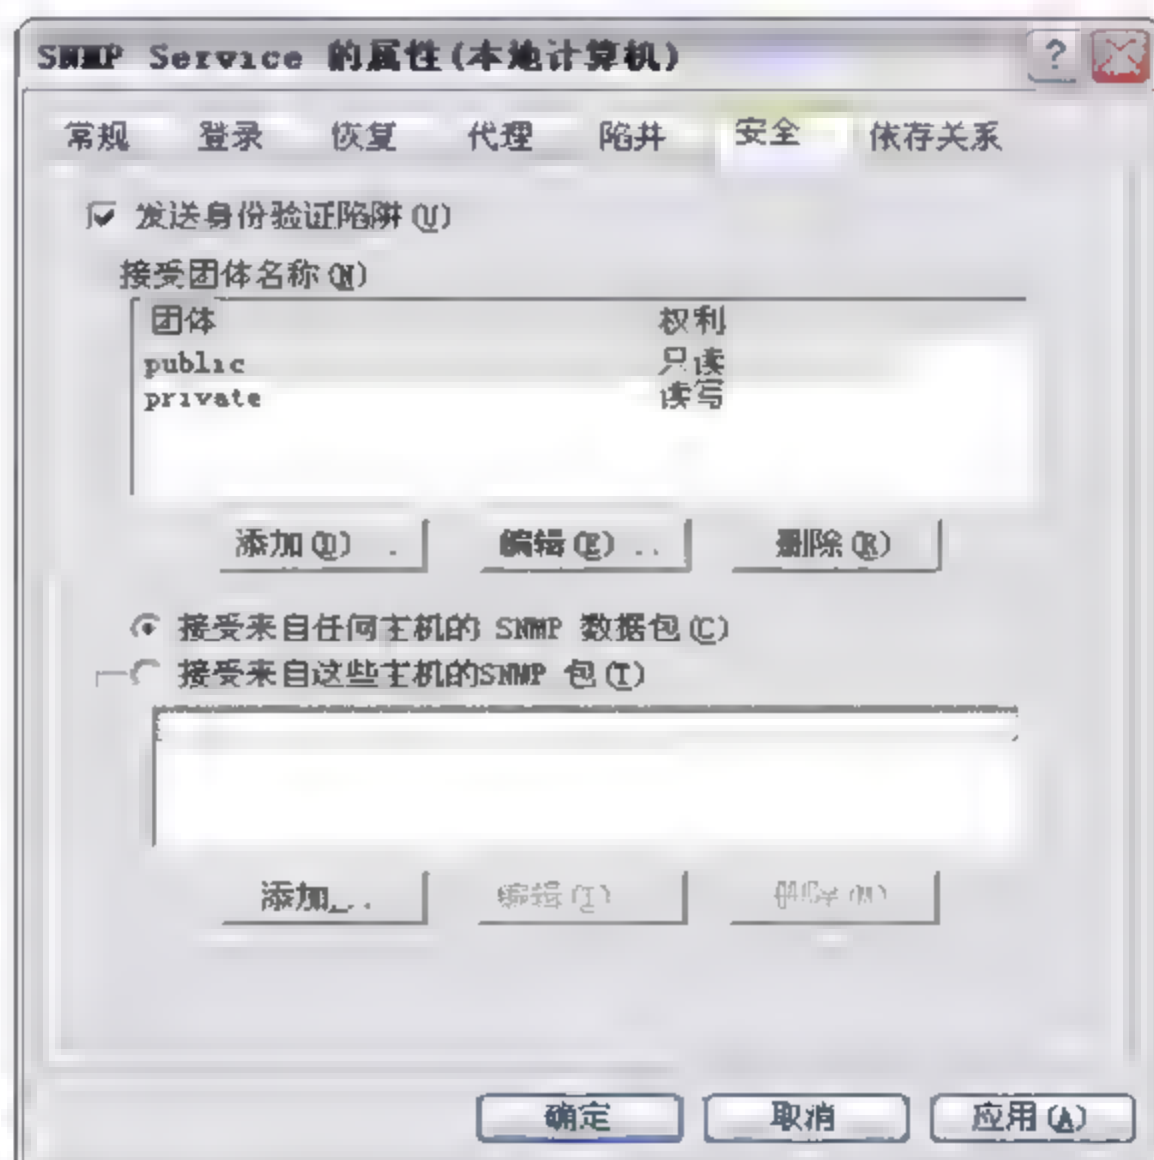 SNMP Service 的属性(本地计算机)
常规 登录 恢复 代理 陷井 安全 依存关系
发送身份验证陷阱(U)
接受团体名称(N)
团体 权利
public 只读
private 读写
添加(D) . 编辑(E) .. 删除(R)
接受来自任何主机的 SNMP 数据包(C)
接受来自这些主机的SNMP 包(T)
添加... 编辑(I) 删除(M)
确定 取消 应用(A)